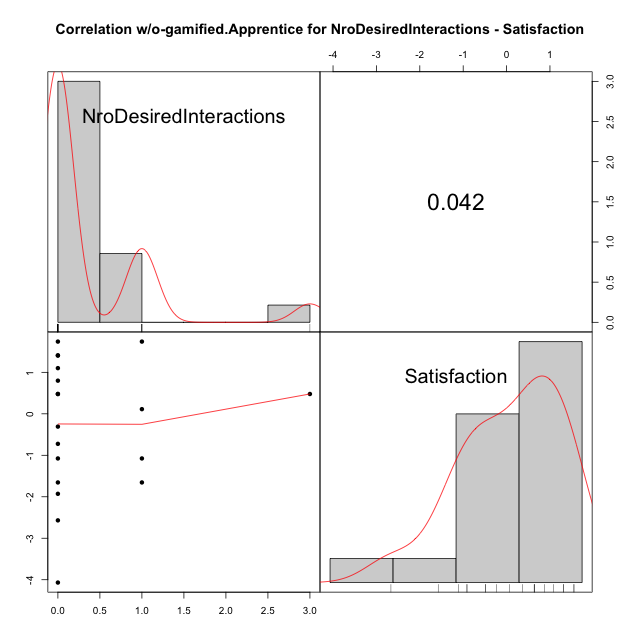 Correlation w/o-gamified.Apprentice for NroDesiredInteractions - Satisfaction
-4 -3 -2 -1 0 1
NroDesiredInteractions
0.042
3.0
2.5
2.0
1.5
1.0
0.5
0.0
Satisfaction
1
0
-1
-2
-3
-4
0.0 0.5 1.0 1.5 2.0 2.5 3.0